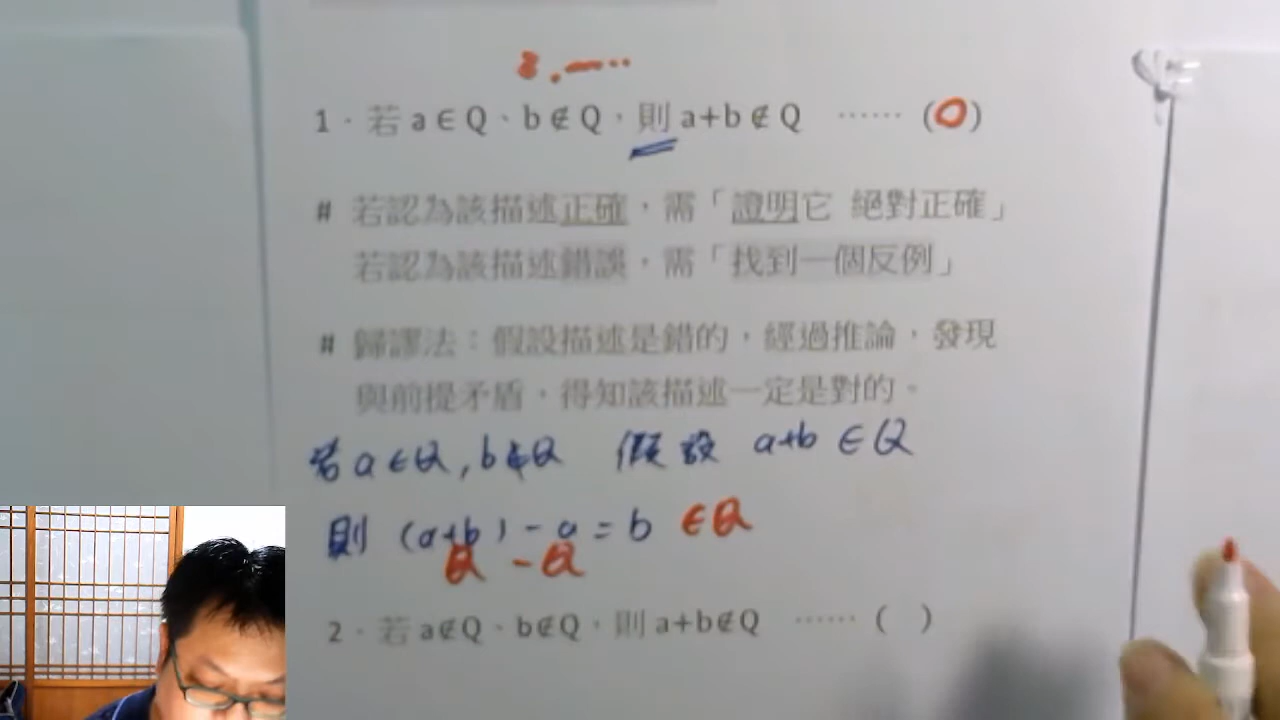 1．若 a∈Q、b∉Q，則 a+b∉Q ……（O）
# 若認為該描述正確，需「證明它 絕對正確」
若認為該描述錯誤，需「找到一個反例」
# 歸謬法：假設描述是錯的，經過推論，發現
與前提矛盾，得知該描述一定是對的。
若 a∈Q, b∉Q 假設 a+b ∈Q
則 (a+b) - a = b ∈Q
Q - Q
2．若 a∉Q、b∉Q，則 a+b∉Q ……（ ）